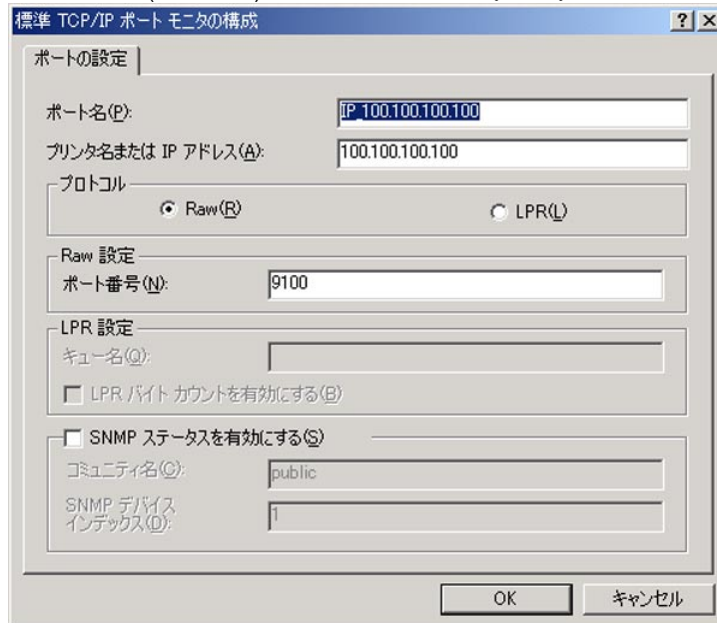 標準 TCP/IP ポート モニタの構成
ポートの設定
ポート名(P): IP_100.100.100.100
プリンタ名または IP アドレス(A): 100.100.100.100
プロトコル
Raw(R) LPR(L)
Raw 設定
ポート番号(N): 9100
LPR 設定
キュー名(Q):
LPR バイト カウントを有効にする(B)
SNMP ステータスを有効にする(S)
コミュニティ名(C): public
SNMP デバイス
インデックス(D): 1
OK キャンセル